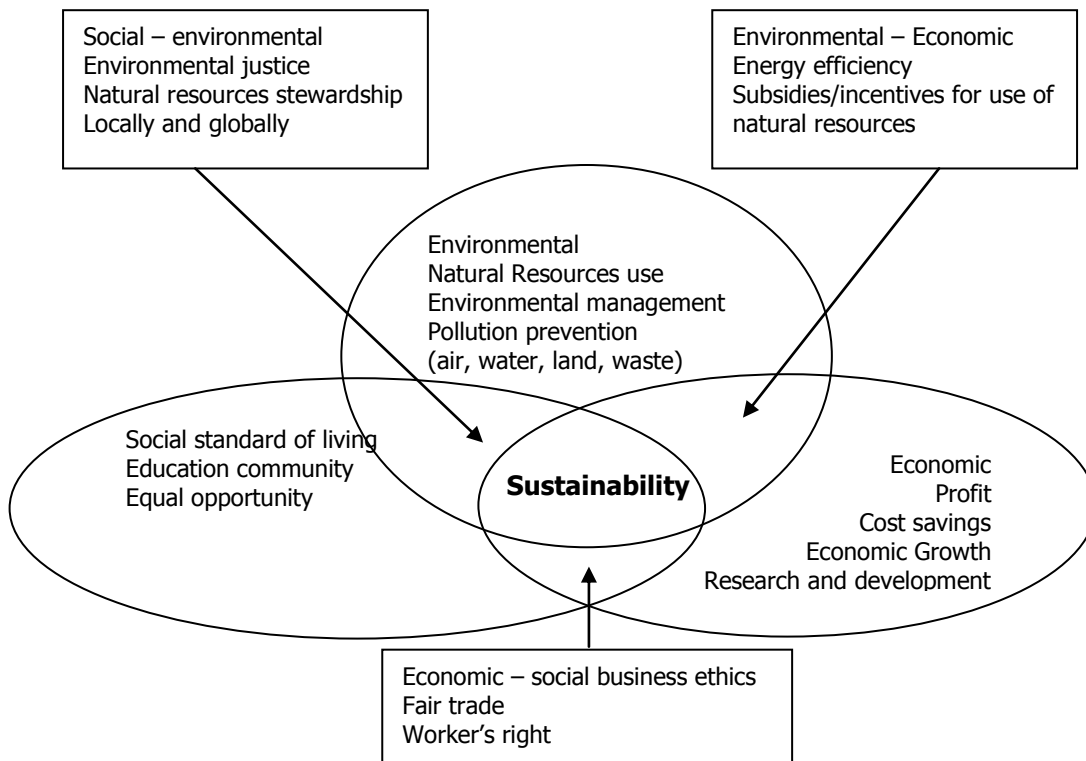 Social – environmental
Environmental justice
Natural resources stewardship
Locally and globally
Environmental – Economic
Energy efficiency
Subsidies/incentives for use of
natural resources
Environmental
Natural Resources use
Environmental management
Pollution prevention
(air, water, land, waste)
Social standard of living
Education community
Equal opportunity
Sustainability
Economic
Profit
Cost savings
Economic Growth
Research and development
Economic – social business ethics
Fair trade
Worker’s right